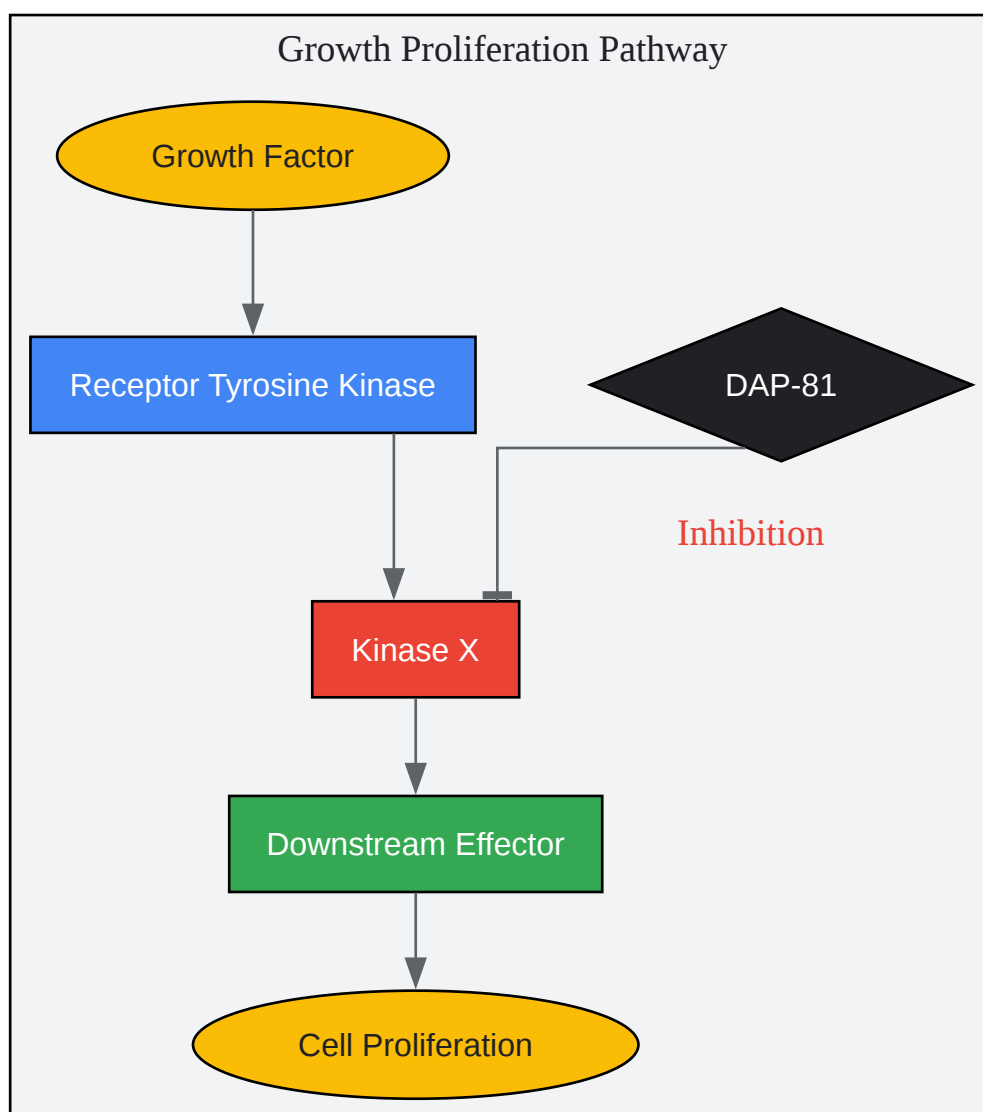 Growth Proliferation Pathway
Growth Factor
Receptor Tyrosine Kinase
DAP-81
Inhibition
Kinase X
Downstream Effector
Cell Proliferation